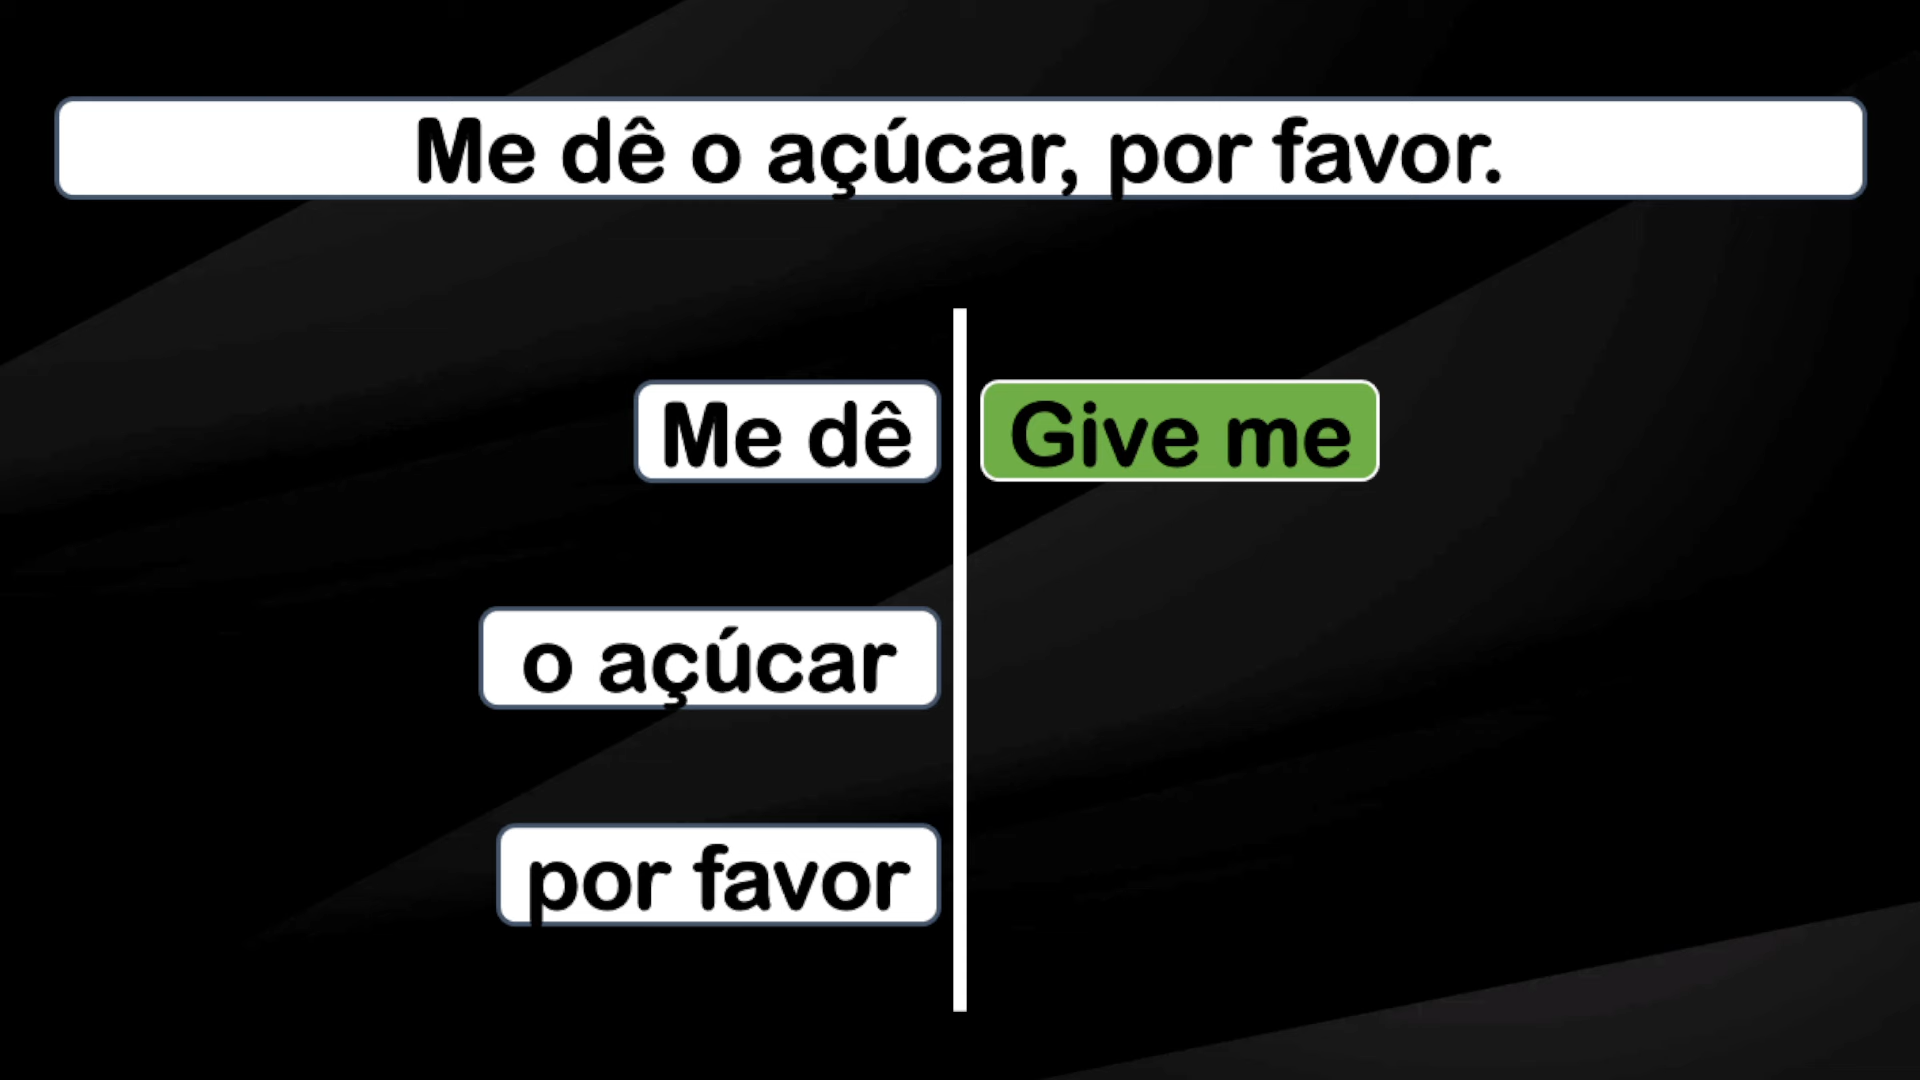 Me dê o açúcar, por favor.
Me dê
Give me
o açúcar
por favor